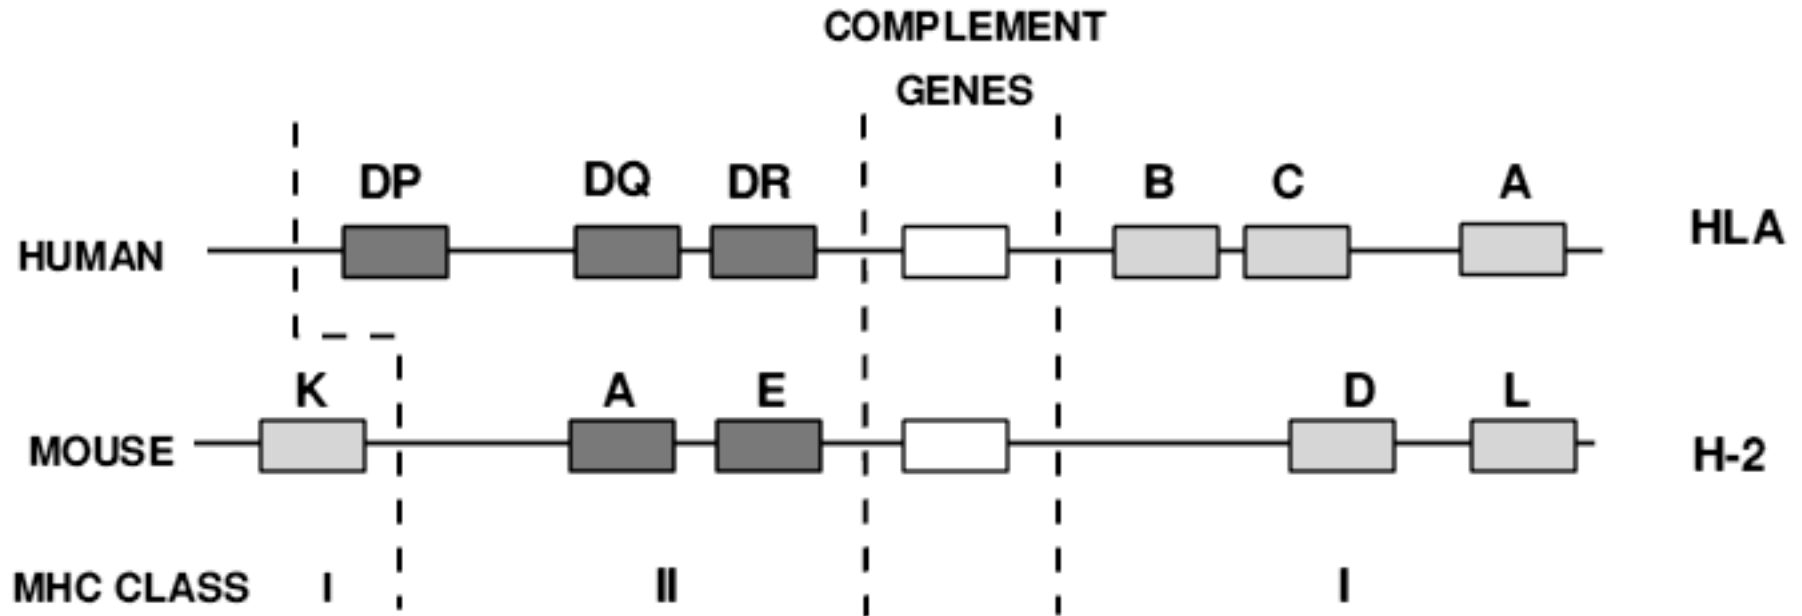 COMPLEMENT
GENES
DP DQ DR B C A
HUMAN HLA
K A E D L
MOUSE H-2
MHC CLASS I II I